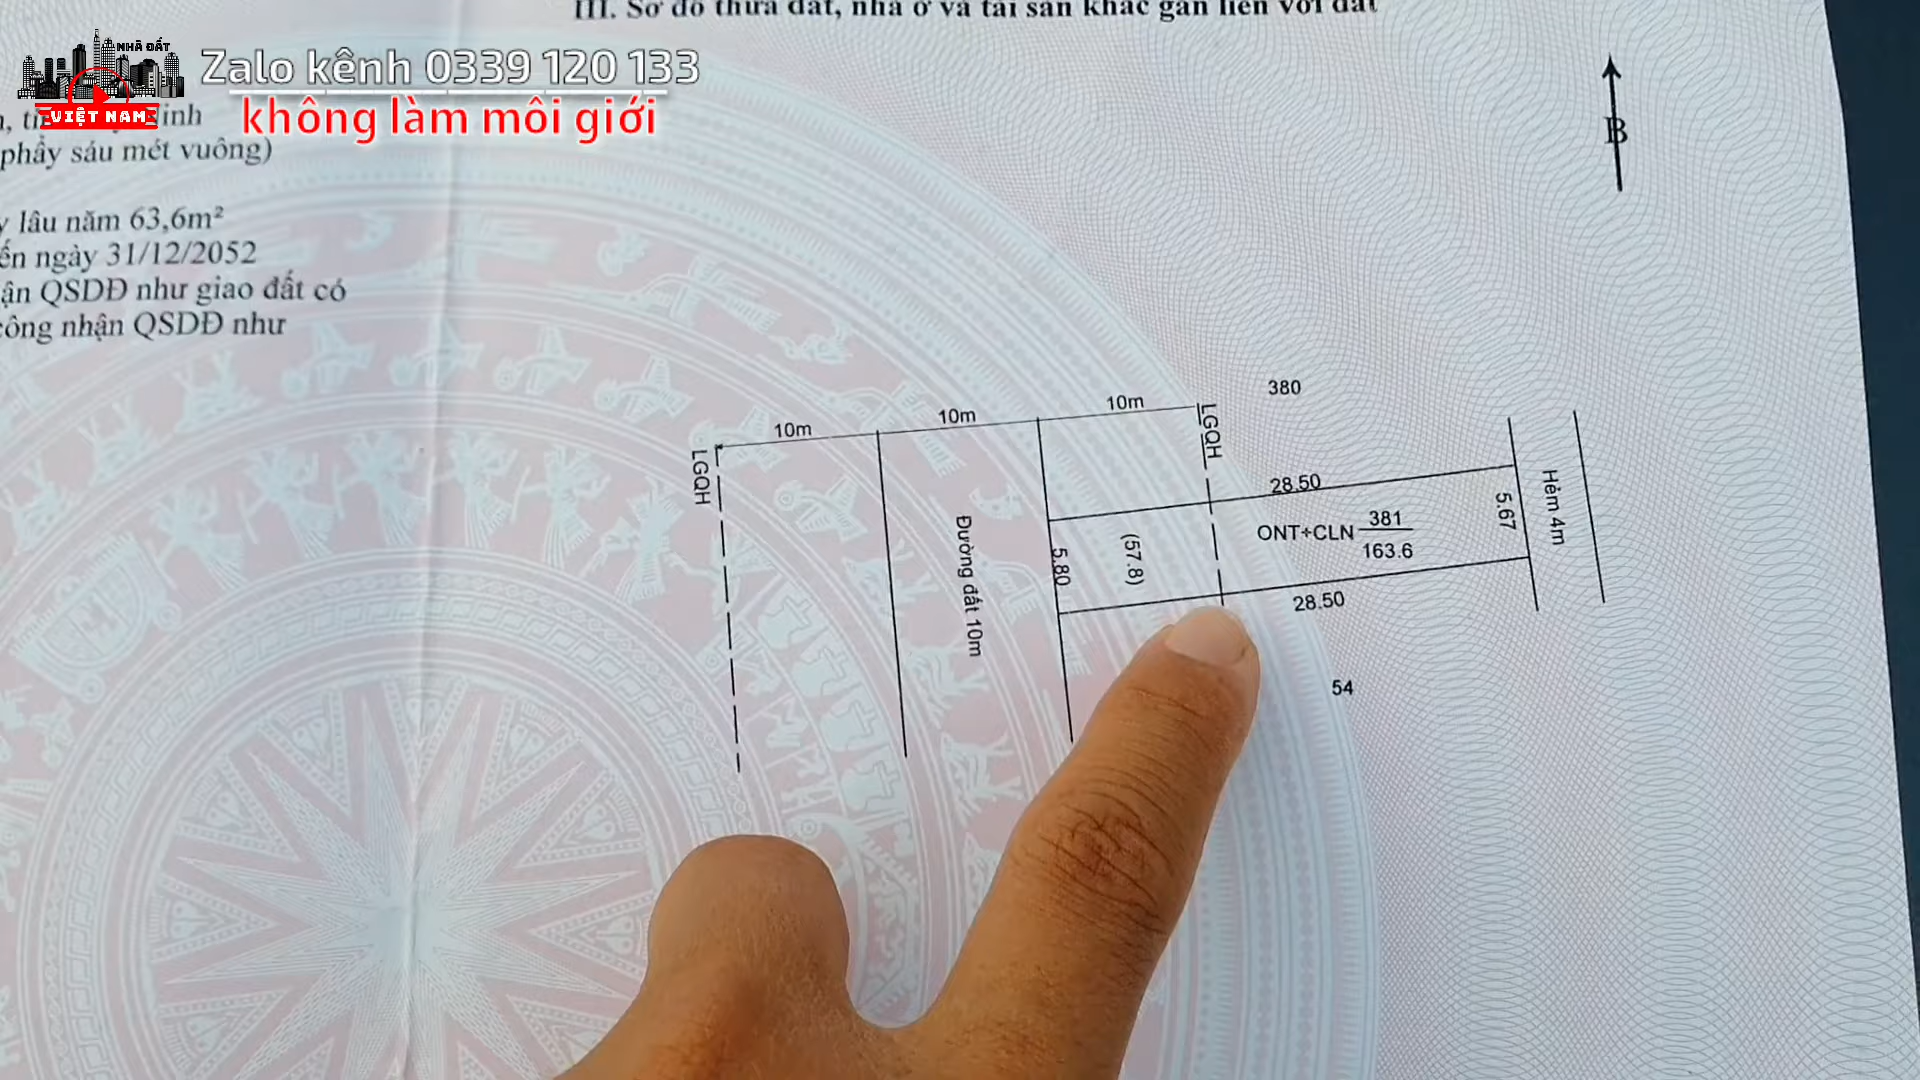 III. Sơ đồ thửa đất, nhà ở và tài sản khác gắn liền với đất
NHÀ ĐẤT
VIỆT NAM
Zalo kênh 0339 120 133
không làm môi giới
inh
phẩy sáu mét vuông)
lâu năm 63,6m²
ến ngày 31/12/2052
ận QSDĐ như giao đất có
công nhận QSDĐ như
B
380
10m
10m
10m
LGQH
LGQH
28.50
Đường đất 10m
5.80
(57.8)
ONT+CLN 381
163.6
5.67
Hẻm 4m
28.50
54